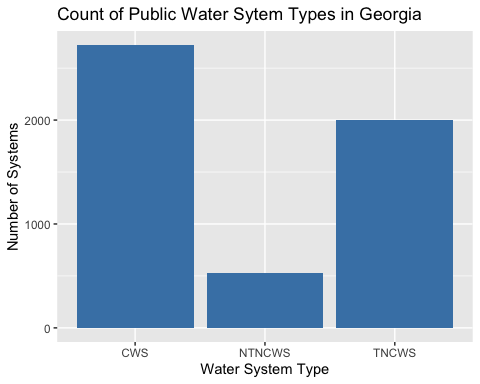 Count of Public Water Sytem Types in Georgia
Number of Systems
2000
1000
0
CWS
NTNCWS
TNCWS
Water System Type